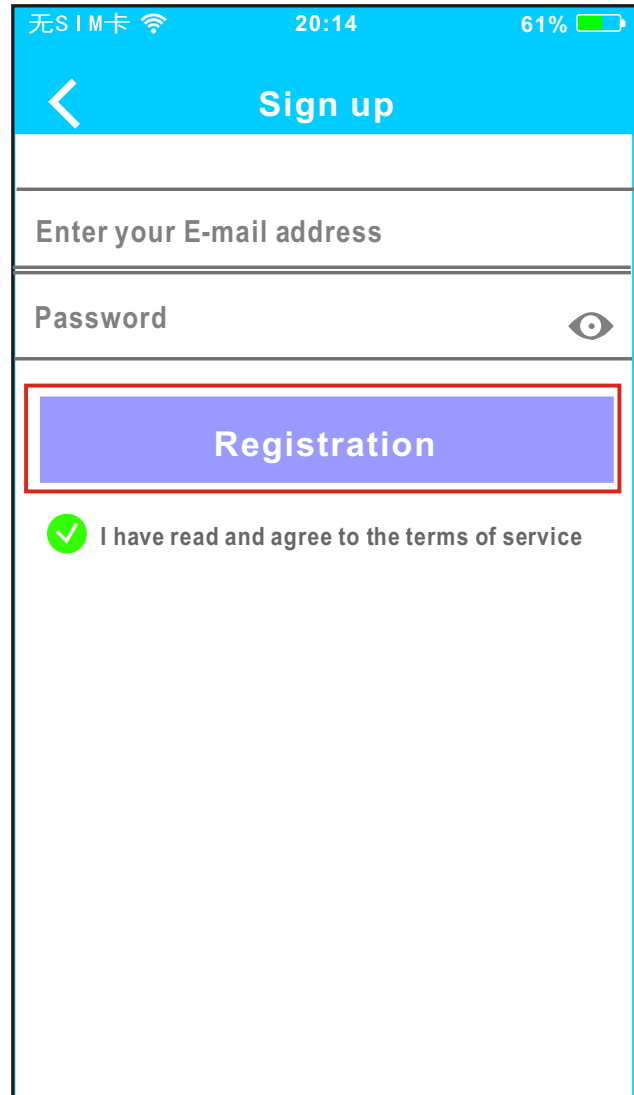 无SIM卡 20:14 61%
Sign up
Enter your E-mail address
Password
Registration
I have read and agree to the terms of service